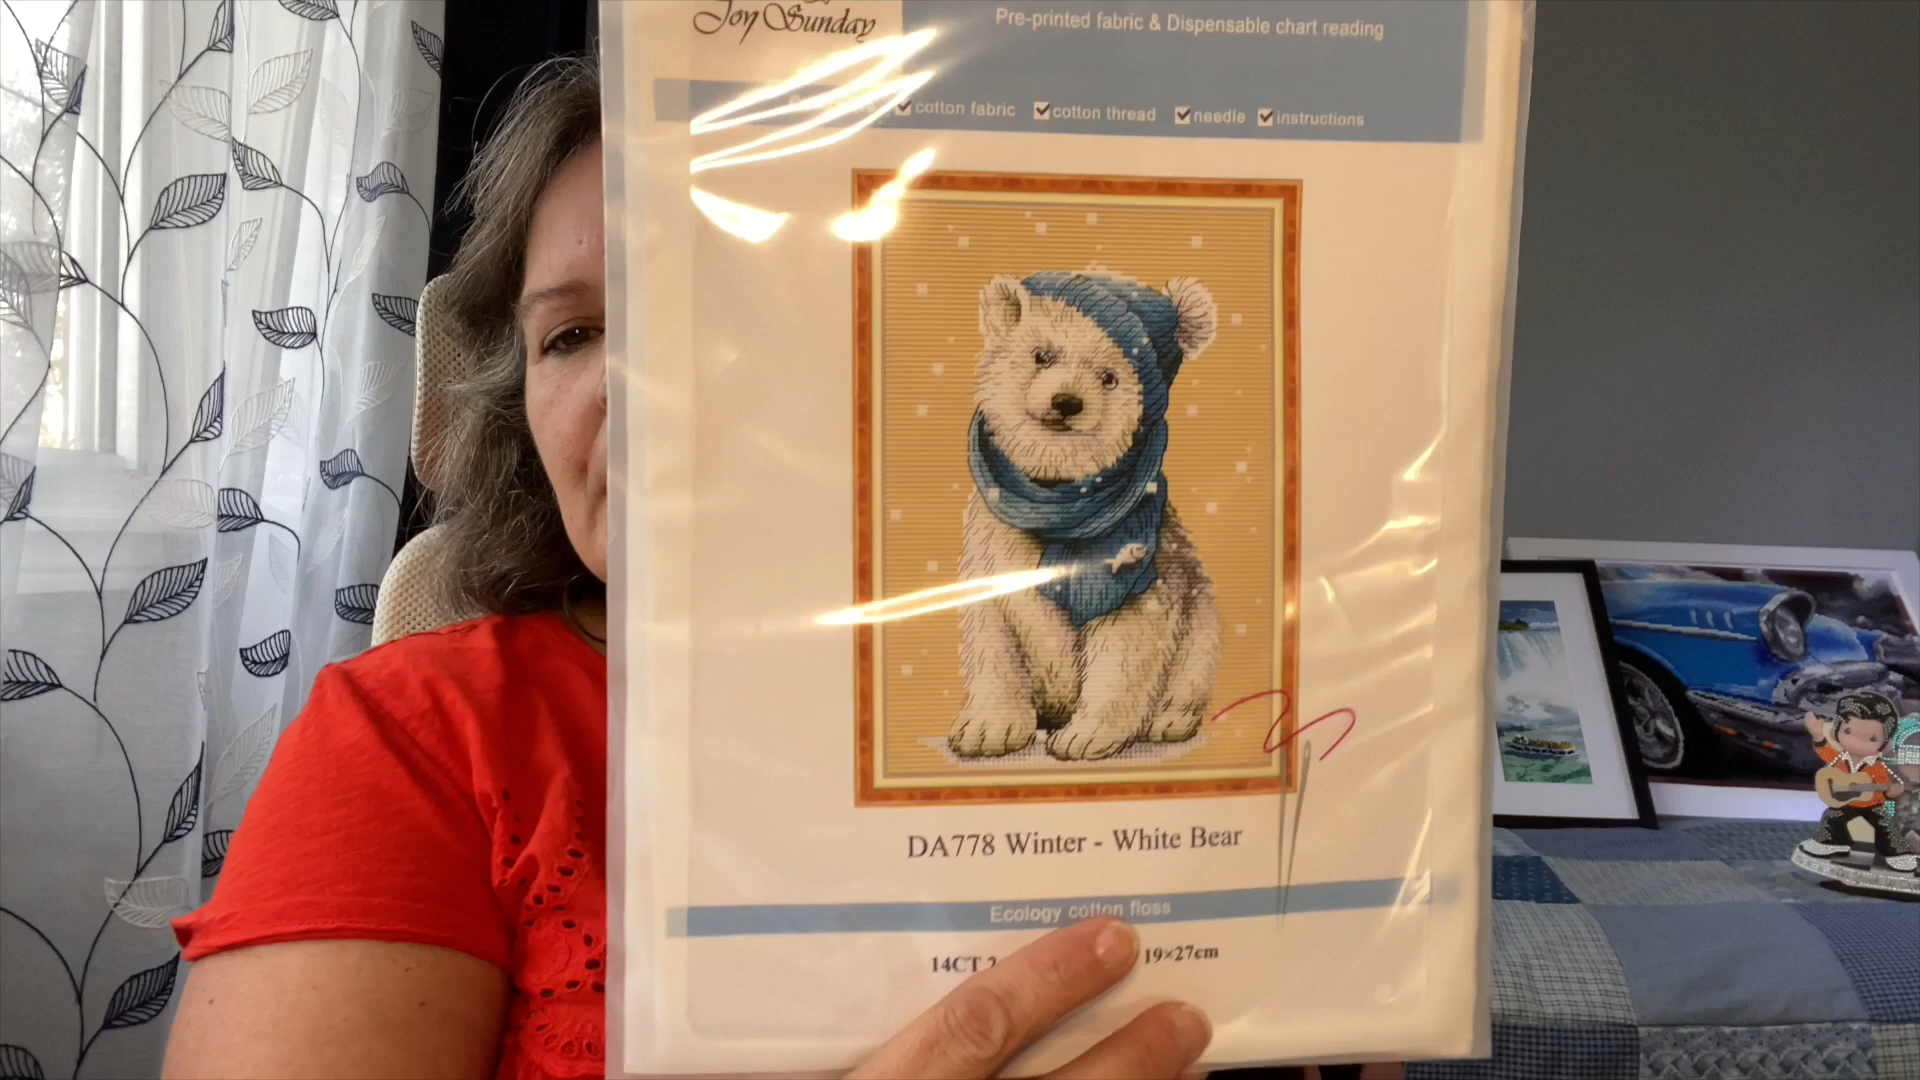 Joy Sunday
Pre-printed fabric & Dispensable chart reading
cotton fabric cotton thread needle instructions
DA778 Winter - White Bear
Ecology cotton floss
14CT 19×27cm